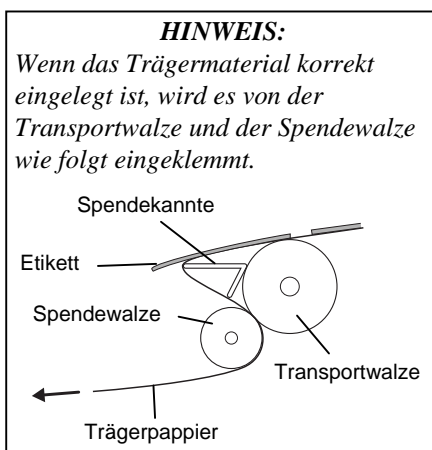 HINWEIS:
Wenn das Trägermaterial korrekt
eingelegt ist, wird es von der
Transportwalze und der Spendewalze
wie folgt eingeklemmt.
Spendekannte
Etikett
Spendewalze
Transportwalze
Trägerpappier